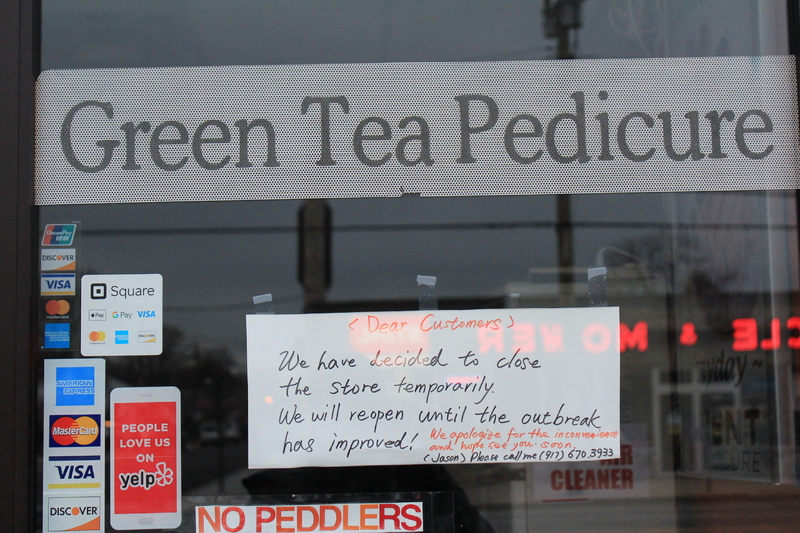 Green Tea Pedicure
UnionPay
DISCOVER
VISA
mastercard
Square
Pay G Pay VISA
< Dear Customers >
We have decided to close
the store temporarily.
We will reopen until the outbreak
has improved! We apologize for the inconvenience
and hope see you soon.
(Jason) Please call me (917) 670.3933
CLE & MOWER
AMERICAN EXPRESS
MasterCard
VISA
DISCOVER
PEOPLE
LOVE US
ON
yelp
CLEANER
NO PEDDLERS